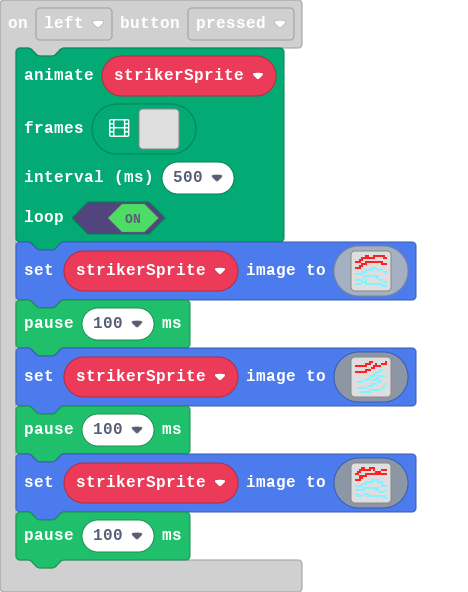 on left button pressed
animate strikerSprite
frames
interval (ms) 500
loop ON
set strikerSprite image to
pause 100 ms
set strikerSprite image to
pause 100 ms
set strikerSprite image to
pause 100 ms